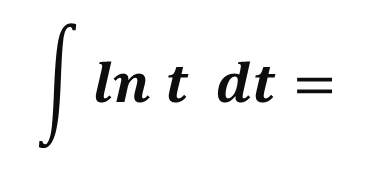 ∫ ln t dt =